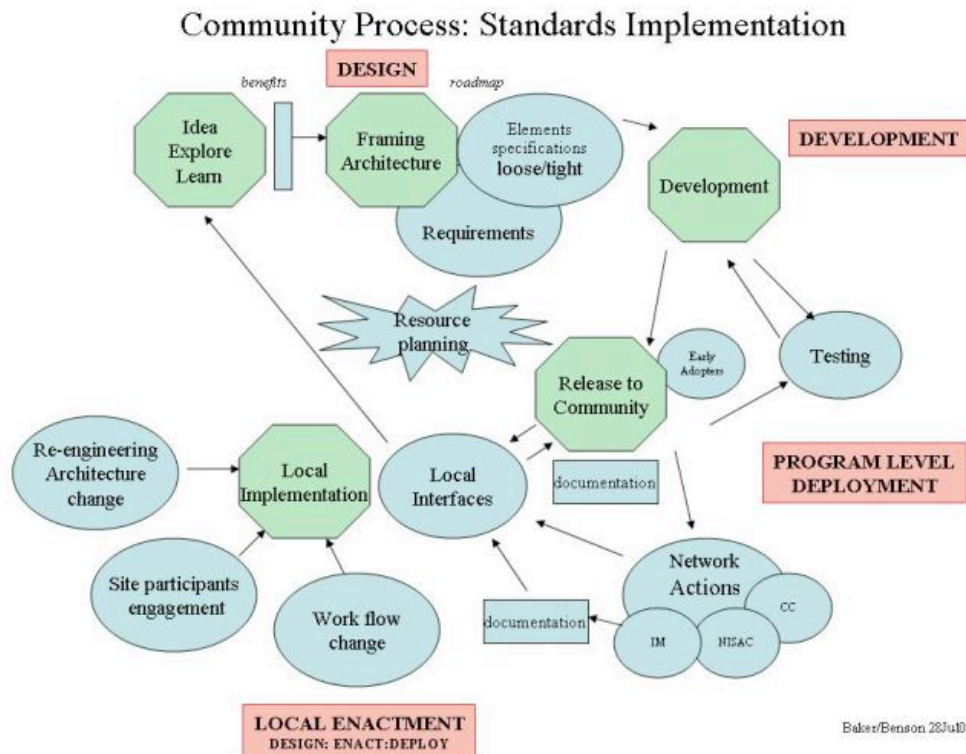 Community Process: Standards Implementation
benefits
DESIGN
roadmap
Idea
Explore
Learn
Framing
Architecture
Elements
specifications
loose/tight
Requirements
Development
DEVELOPMENT
Resource
planning
Release to
Community
Early
Adopters
Testing
Re-engineering
Architecture
change
Local
Implementation
Local
Interfaces
documentation
PROGRAM LEVEL
DEPLOYMENT
Site participants
engagement
Work flow
change
documentation
Network
Actions
IM
NISAC
CC
LOCAL ENACTMENT
DESIGN: ENACT:DEPLOY
Baker/Benson